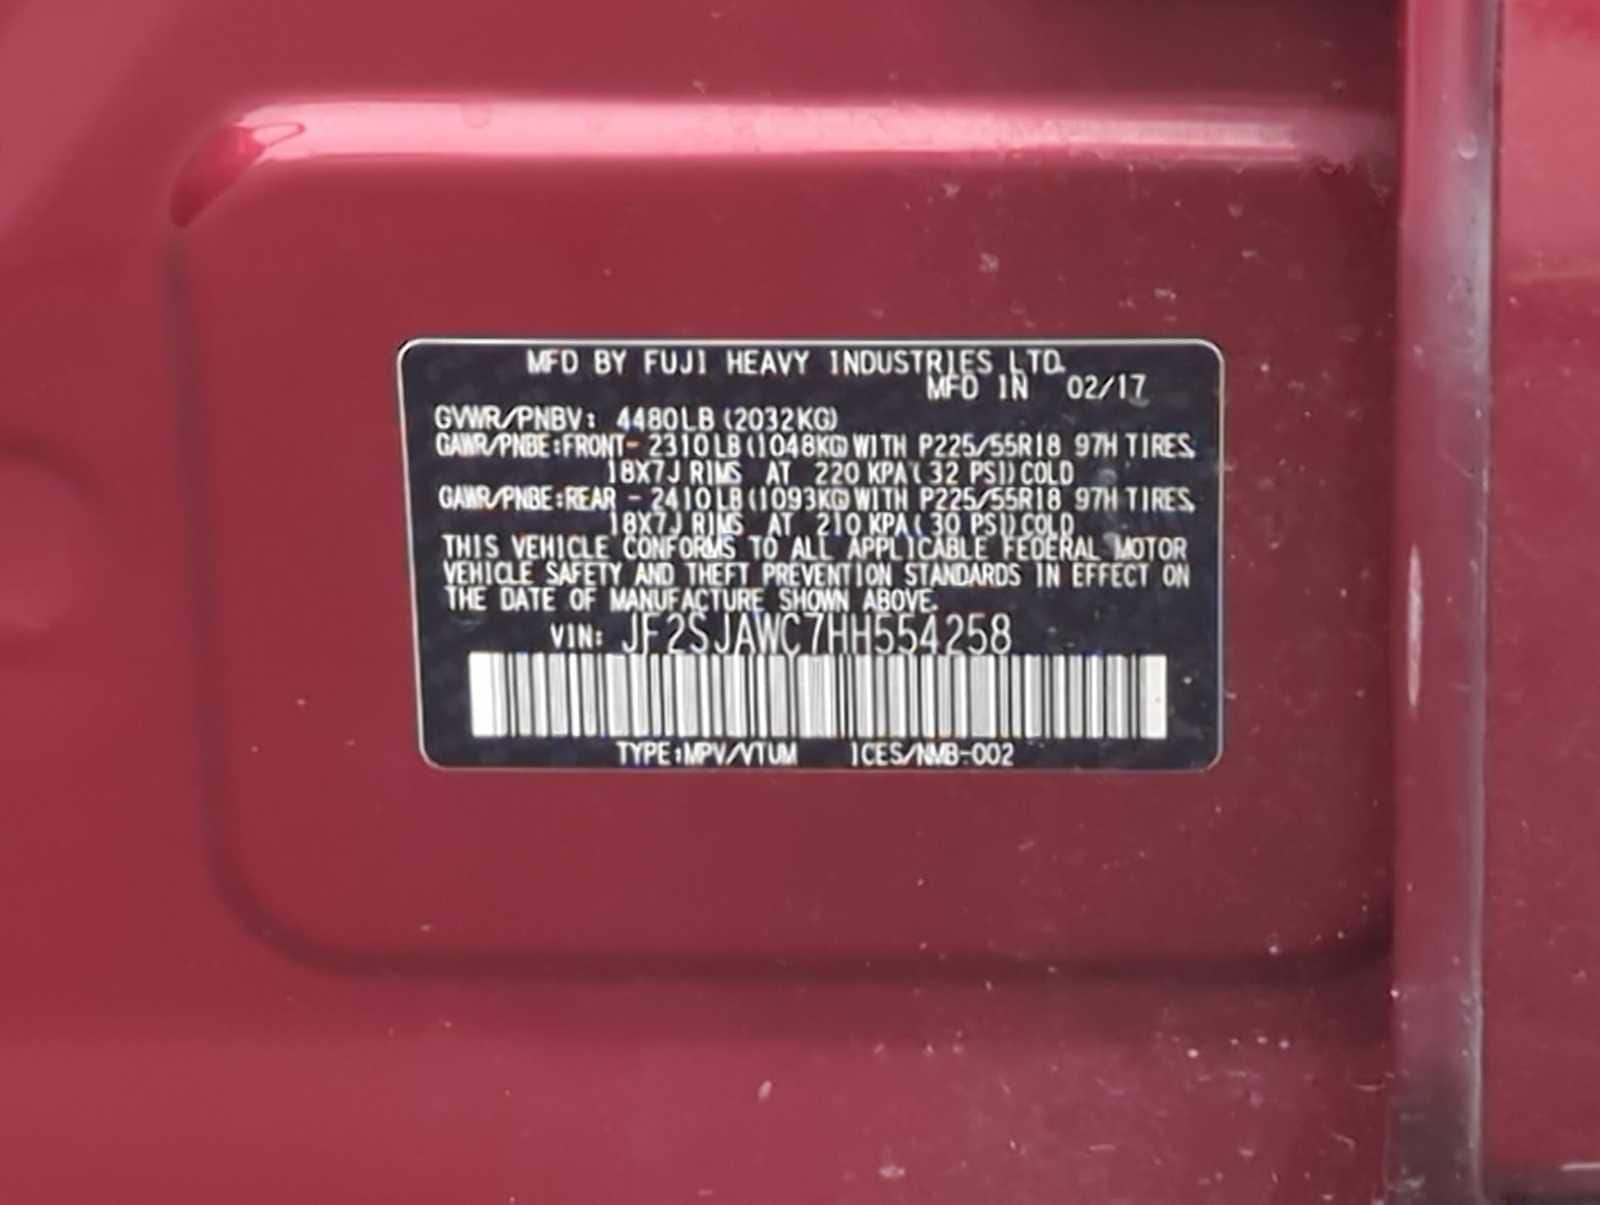 MFD BY FUJI HEAVY INDUSTRIES LTD.
MFD IN 02/17
GVWR/PNBV: 4480LB(2032KG)
GAWR/PNBE:FRONT- 2310LB(1048KG)WITH P225/55R18 97H TIRES,
18X7J RIMS AT 220 KPA(32 PSI)COLD
GAWR/PNBE:REAR - 2410LB(1093KG)WITH P225/55R18 97H TIRES,
18X7J RIMS AT 210 KPA(30 PSI)COLD
THIS VEHICLE CONFORMS TO ALL APPLICABLE FEDERAL MOTOR
VEHICLE SAFETY AND THEFT PREVENTION STANDARDS IN EFFECT ON
THE DATE OF MANUFACTURE SHOWN ABOVE.
VIN: JF2SJAWC7HH554258
TYPE:MPV/VTUM ICES/NMB-002